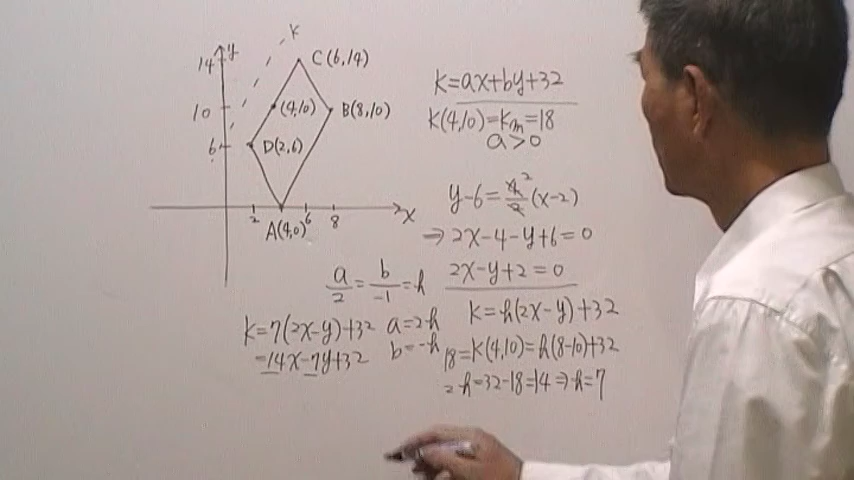 y
K
14
C(6,14)
10
(4,10)
B(8,10)
6
D(2,6)
2
6
8
x
A(4,0)
K=ax+by+32
K(4,10)=Km=18
a>0
y-6=4/2 2(x-2)
⇒2x-4-y+6=0
2x-y+2=0
a/2=b/-1=h
K=h(2x-y)+32
K=7(2x-y)+32
a=2h
=14x-7y+32
b=-h
18=K(4,10)=h(8-10)+32
2h=32-18=14⇒h=7